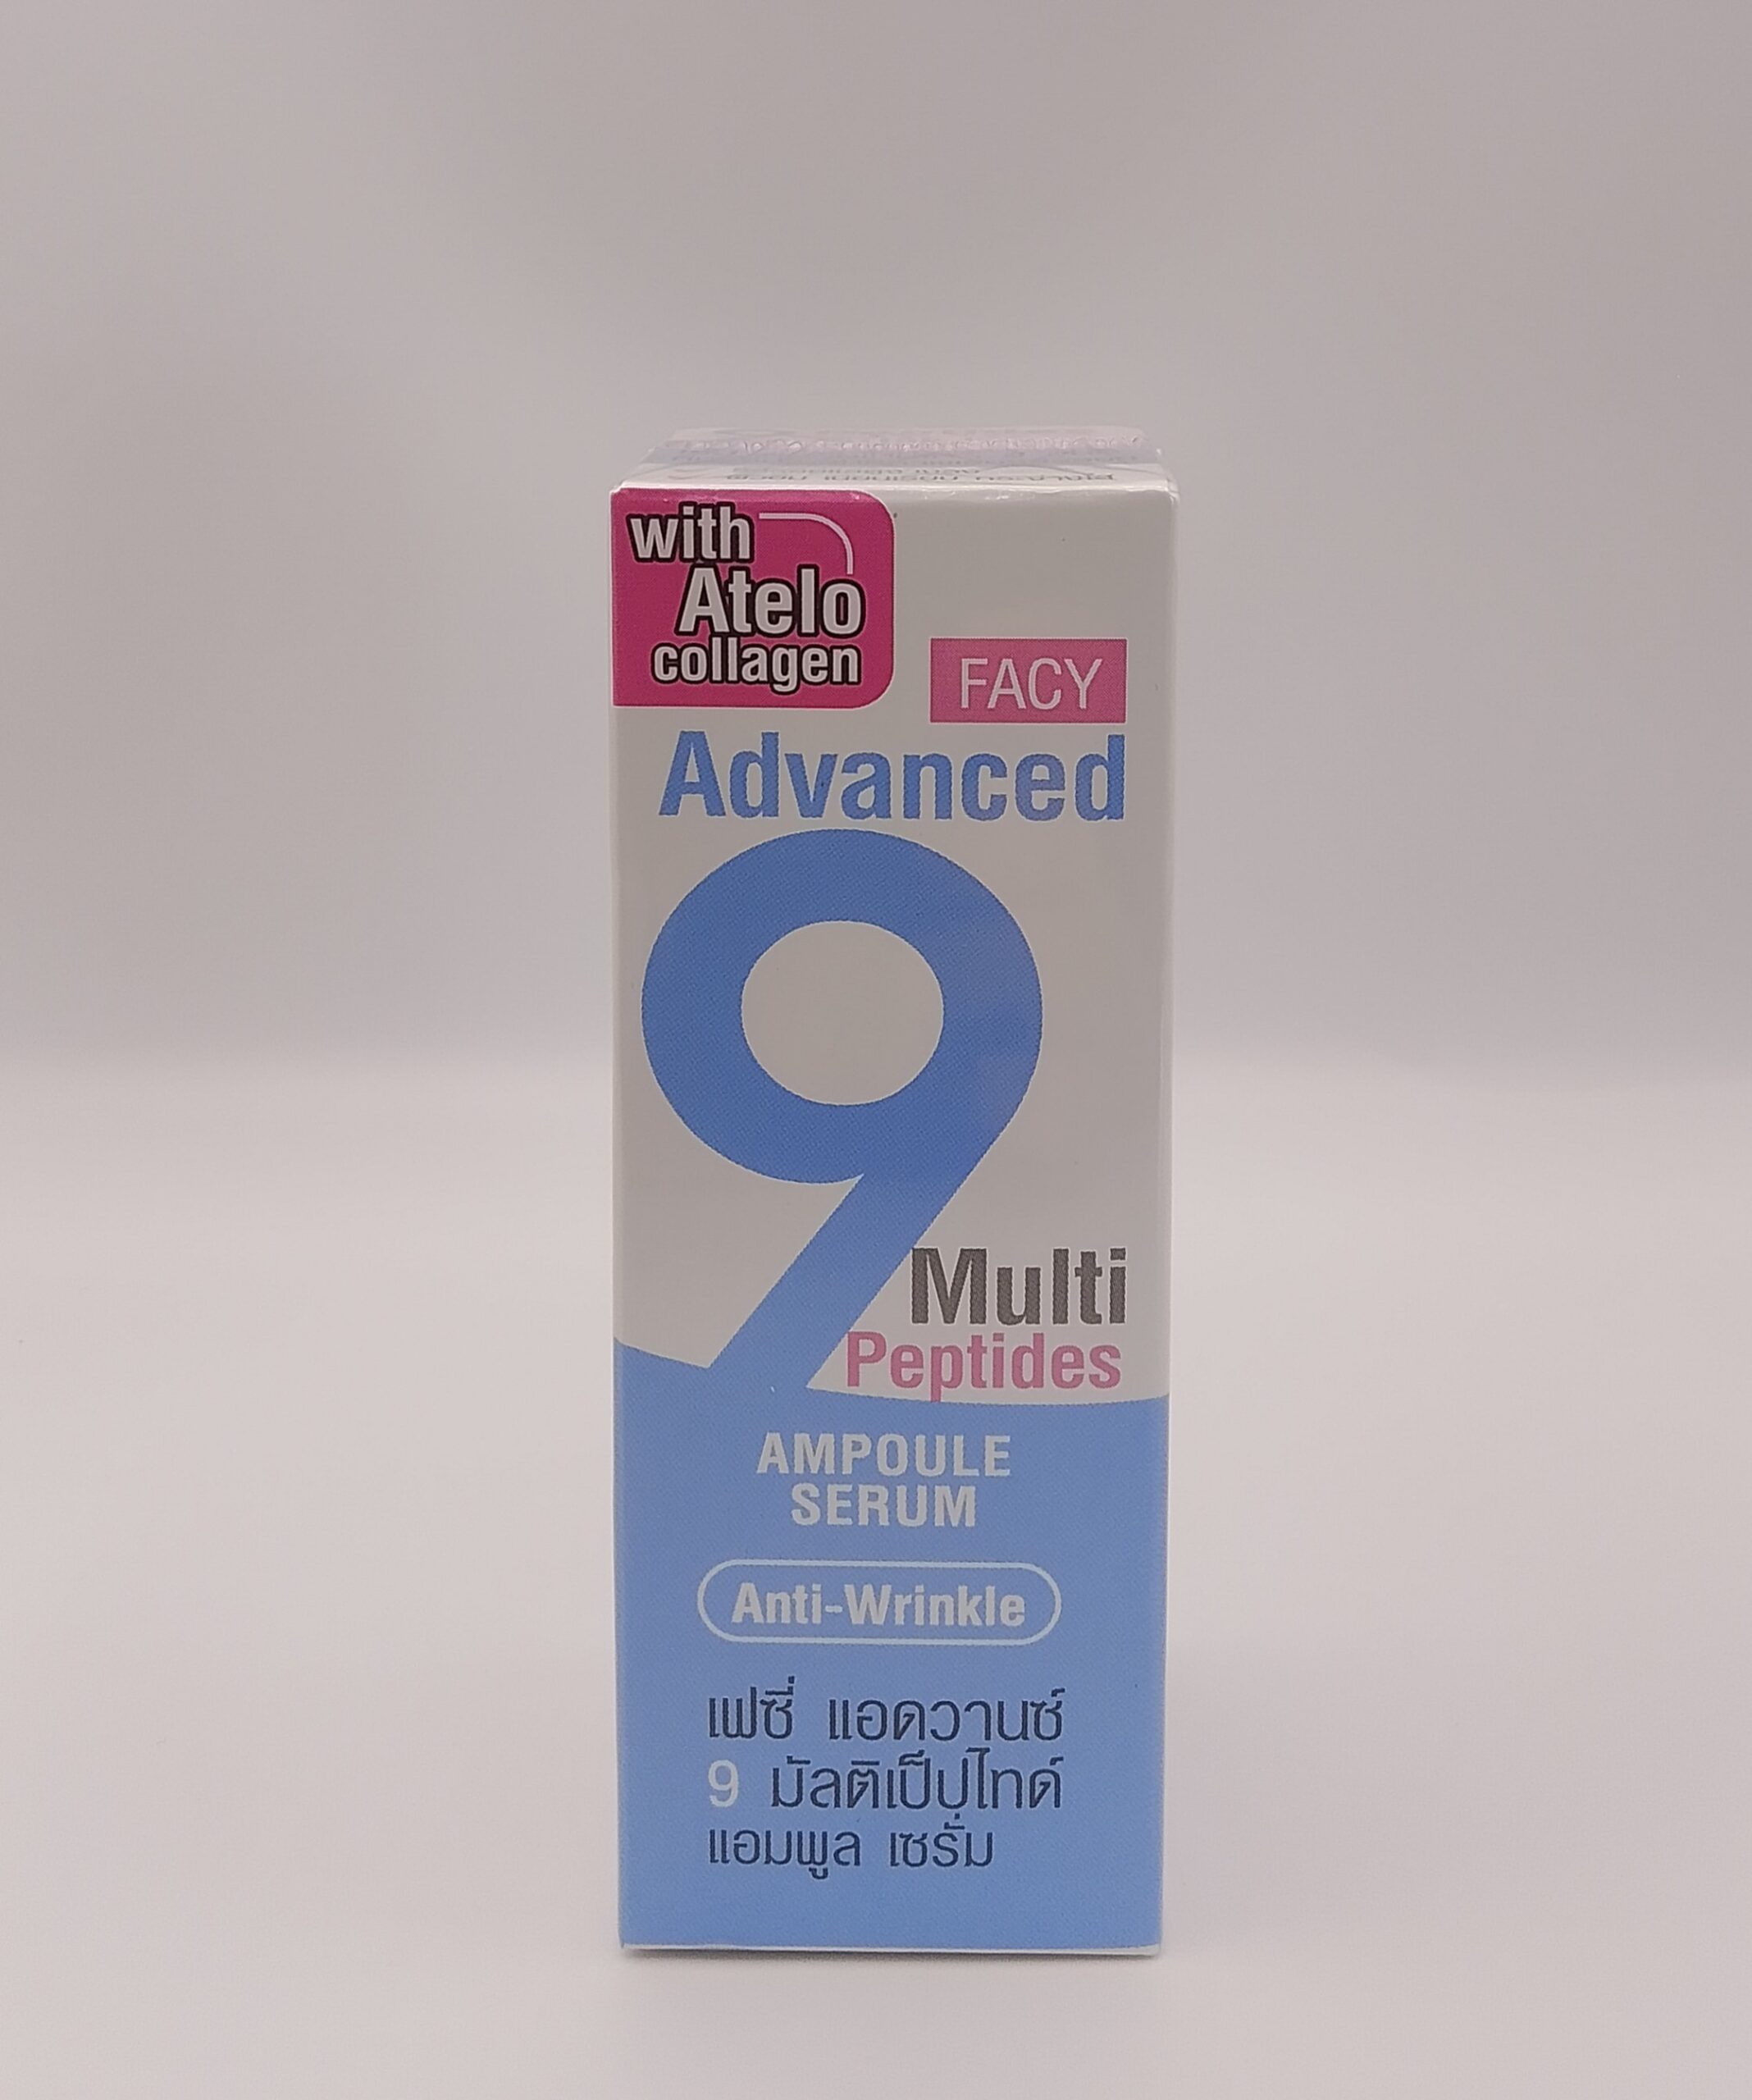 with
Atelo
collagen
FACY
Advanced
9
Multi
Peptides
AMPOULE
SERUM
Anti-Wrinkle
เฟซี่ แอดวานซ์
9 มัลติเป็ปไทด์
แอมพูล เซรั่ม